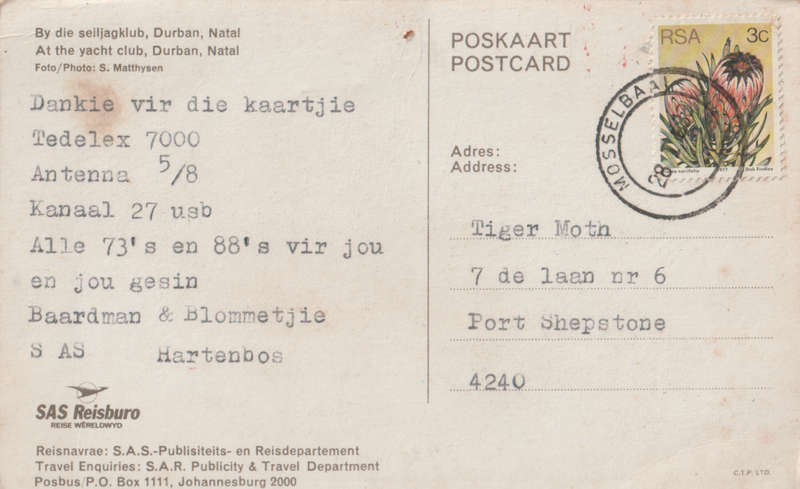 By die seiljagklub, Durban, Natal
At the yacht club, Durban, Natal
Foto/Photo: S. Matthysen
Dankie vir die kaartjie
Tedelex 7000
Antenna 5/8
Kanaal 27 usb
Alle 73's en 88's vir jou
en jou gesin
Baardman & Blommetjie
S AS Hartenbos
SAS Reisburo
REISE WÊRELDWYD
Reisnavrae: S.A.S.-Publisiteits- en Reisdepartement
Travel Enquiries: S.A.R. Publicity & Travel Department
Posbus/P.O. Box 1111, Johannesburg 2000
POSKAART
POSTCARD
RSA 3c
MOSSELBAAI
28
Adres:
Address:
Tiger Moth
7 de laan nr 6
Port Shepstone
4240
C.T.P. LTD.